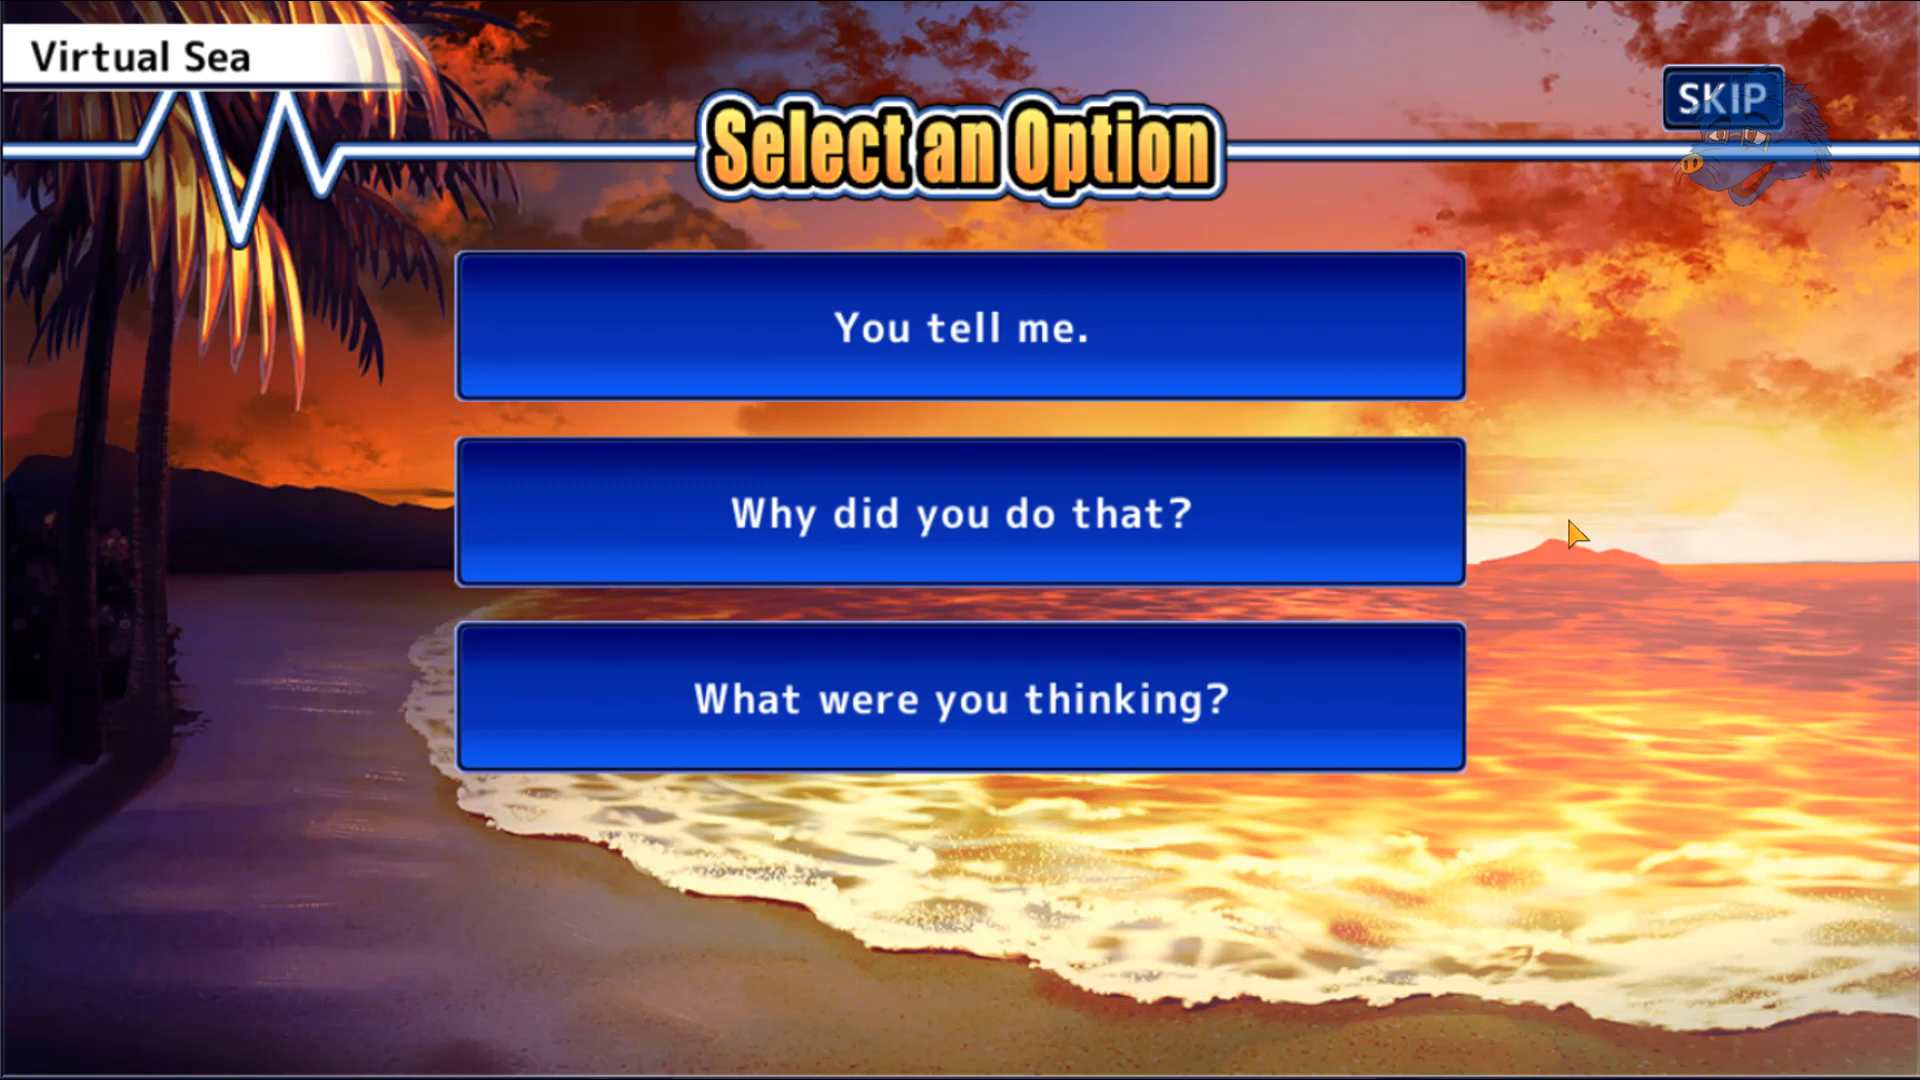 Virtual Sea
SKIP
Select an Option
You tell me.
Why did you do that?
What were you thinking?